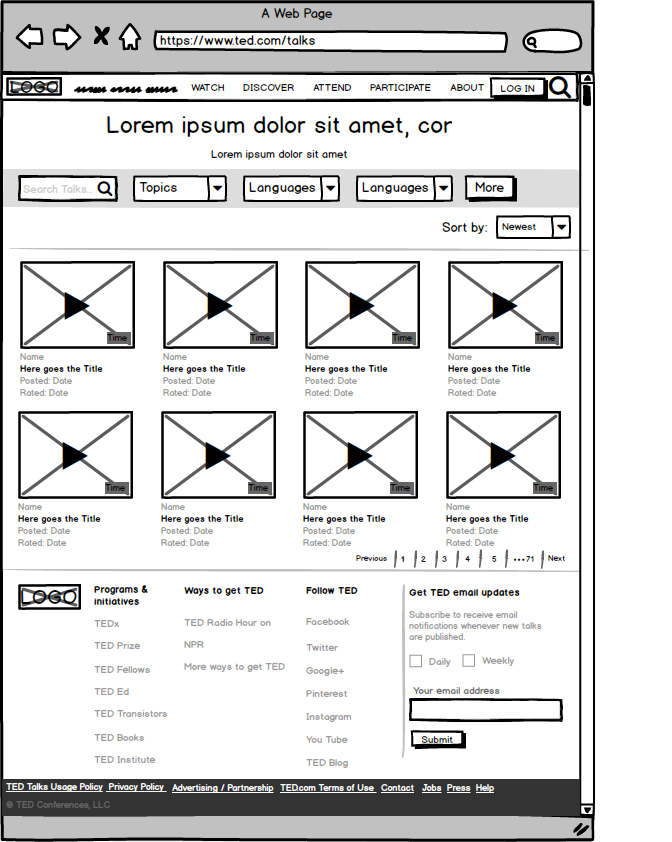 A Web Page
https://www.ted.com/talks
LOGO WATCH DISCOVER ATTEND PARTICIPATE ABOUT LOG IN
Lorem ipsum dolor sit amet, cor
Lorem ipsum dolor sit amet
Search Talks... Topics Languages Languages More
Sort by: Newest
Time Time Time Time
Name Name Name Name
Here goes the Title Here goes the Title Here goes the Title Here goes the Title
Posted: Date Posted: Date Posted: Date Posted: Date
Rated: Date Rated: Date Rated: Date Rated: Date
Time Time Time Time
Name Name Name Name
Here goes the Title Here goes the Title Here goes the Title Here goes the Title
Posted: Date Posted: Date Posted: Date Posted: Date
Rated: Date Rated: Date Rated: Date Rated: Date
Previous 1 2 3 4 5 •••71 Next
LOGO
Programs &
initiatives
TEDx
TED Prize
TED Fellows
TED Ed
TED Transistors
TED Books
TED Institute
Ways to get TED
TED Radio Hour on
NPR
More ways to get TED
Follow TED
Facebook
Twitter
Google+
Pinterest
Instagram
You Tube
TED Blog
Get TED email updates
Subscribe to receive email
notifications whenever new talks
are published.
Daily Weekly
Your email address
Submit
TED Talks Usage Policy Privacy Policy Advertising / Partnership TED.com Terms of Use Contact Jobs Press Help
© TED Conferences, LLC